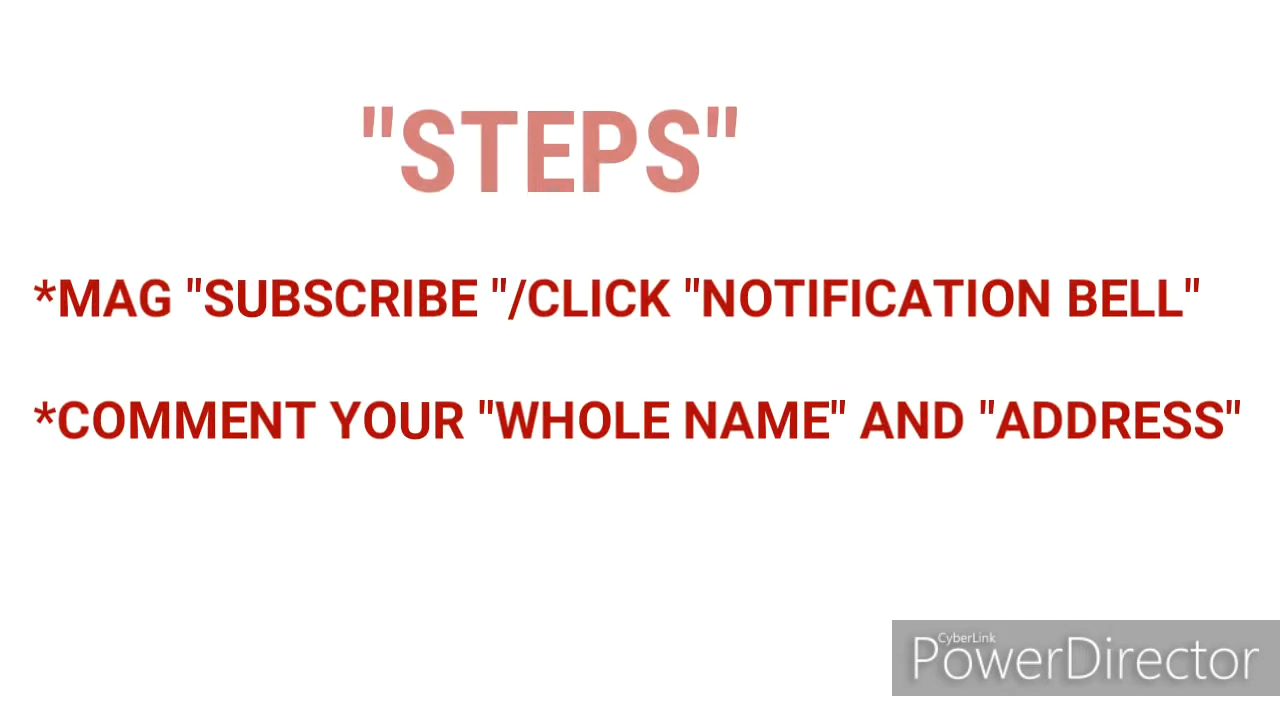 "STEPS"
*MAG "SUBSCRIBE "/CLICK "NOTIFICATION BELL"
*COMMENT YOUR "WHOLE NAME" AND "ADDRESS"
CyberLink
PowerDirector